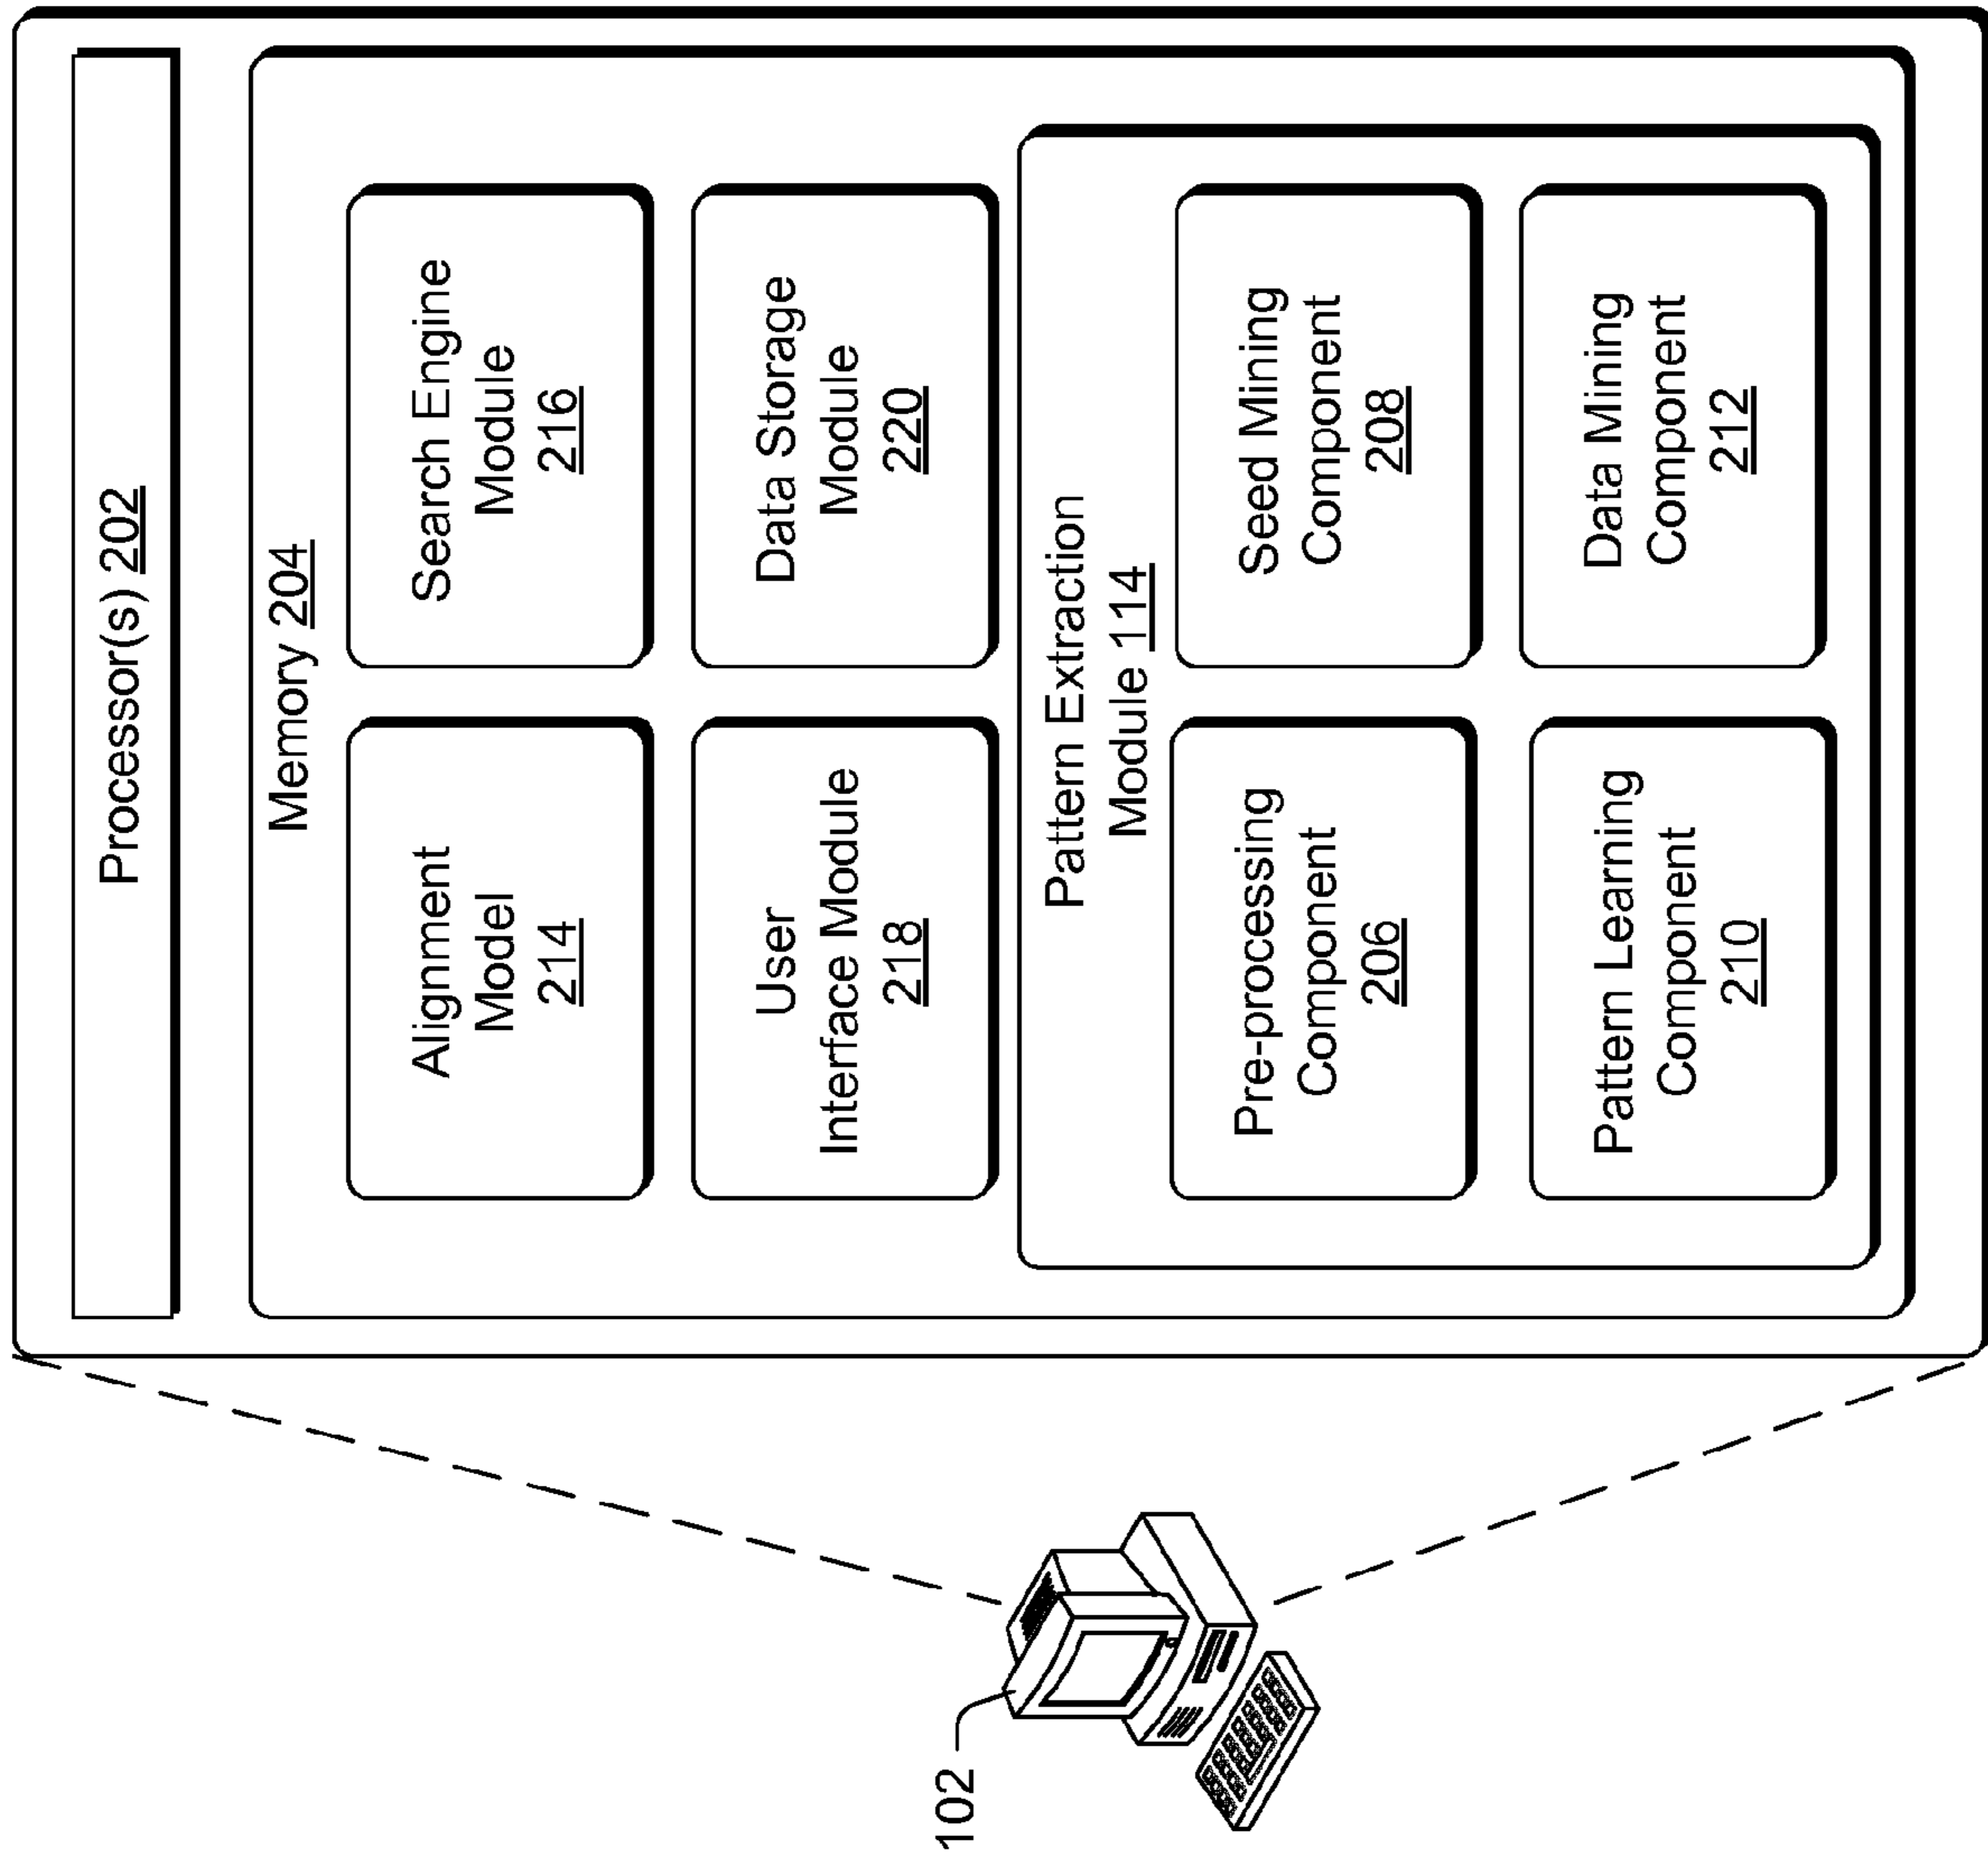 102
Processor(s) 202
Memory 204
Alignment
Model
214
Search Engine
Module
216
User
Interface Module
218
Data Storage
Module
220
Pattern Extraction
Module 114
Pre-processing
Component
206
Seed Mining
Component
208
Pattern Learning
Component
210
Data Mining
Component
212